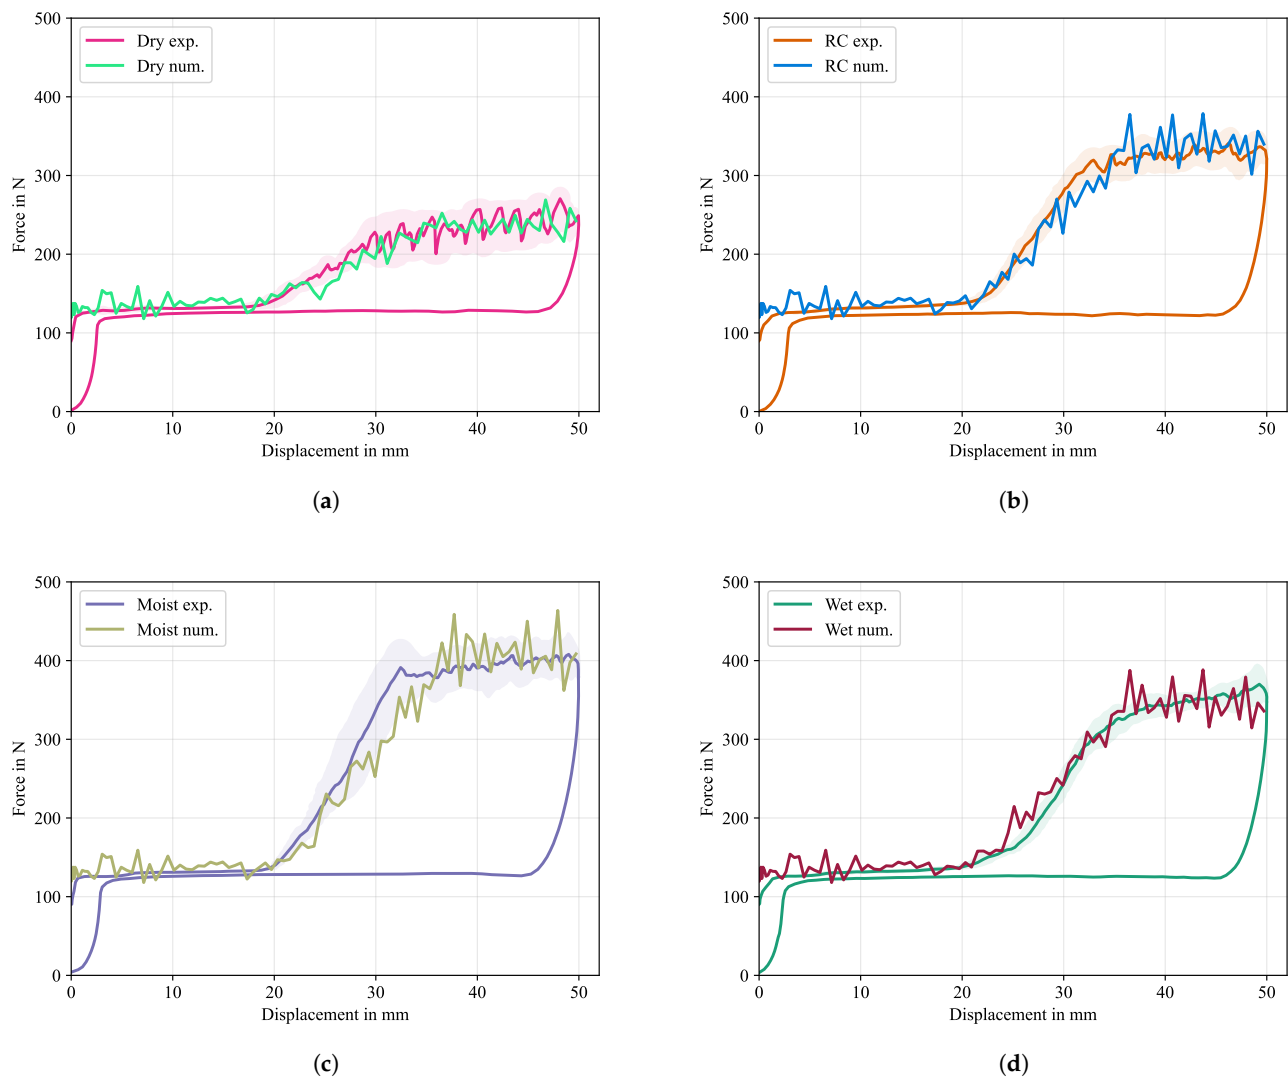 500
400
300
200
100
0
Force in N
Dry exp.
Dry num.
0 10 20 30 40 50
Displacement in mm
(a)
500
400
300
200
100
0
Force in N
RC exp.
RC num.
0 10 20 30 40 50
Displacement in mm
(b)
500
400
300
200
100
0
Force in N
Moist exp.
Moist num.
0 10 20 30 40 50
Displacement in mm
(c)
500
400
300
200
100
0
Force in N
Wet exp.
Wet num.
0 10 20 30 40 50
Displacement in mm
(d)